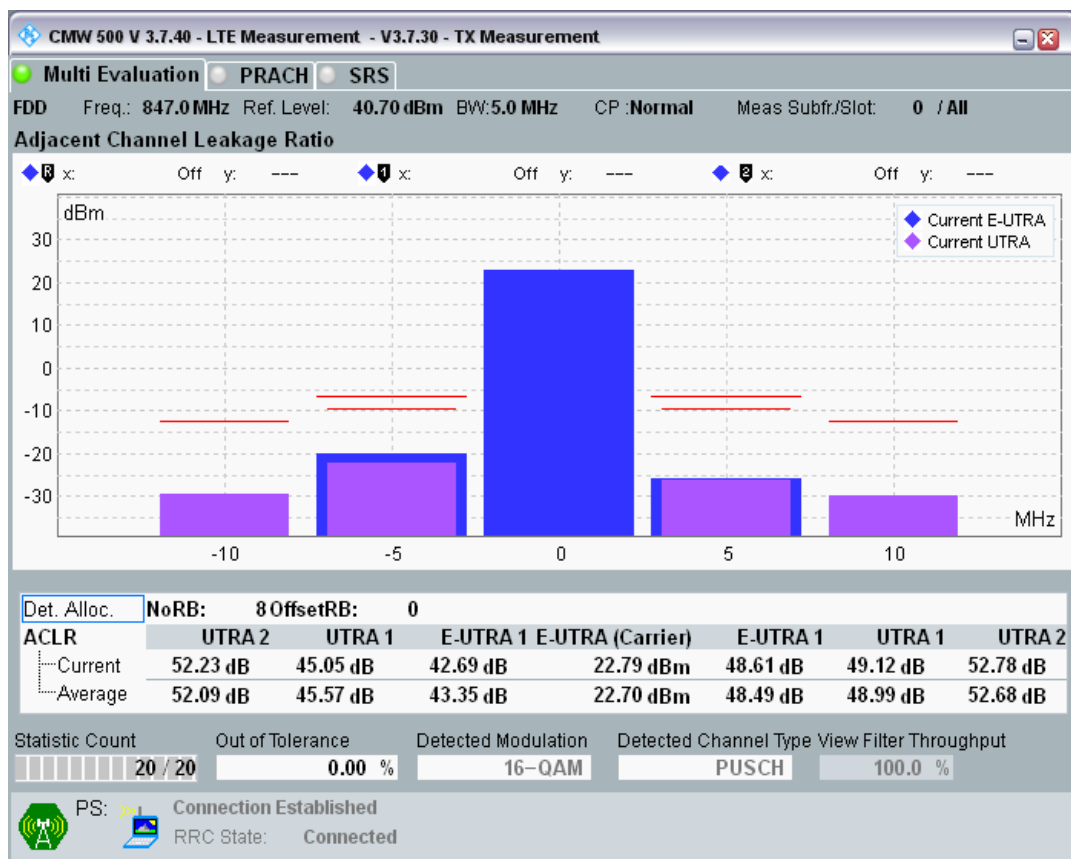 CMW 500 V 3.7.40 - LTE Measurement - V3.7.30 - TX Measurement
Multi Evaluation PRACH SRS
FDD Freq.: 847.0 MHz Ref. Level: 40.70 dBm BW:5.0 MHz CP :Normal Meas Subfr./Slot: 0 / All
Adjacent Channel Leakage Ratio
R x: Off y: --- 1 x: Off y: --- 2 x: Off y: ---
dBm
Current E-UTRA
Current UTRA
30
20
10
0
-10
-20
-30
MHz
-10 -5 0 5 10
Det. Alloc. NoRB: 8 OffsetRB: 0
ACLR UTRA 2 UTRA 1 E-UTRA 1 E-UTRA (Carrier) E-UTRA 1 UTRA 1 UTRA 2
Current 52.23 dB 45.05 dB 42.69 dB 22.79 dBm 48.61 dB 49.12 dB 52.78 dB
Average 52.09 dB 45.57 dB 43.35 dB 22.70 dBm 48.49 dB 48.99 dB 52.68 dB
Statistic Count Out of Tolerance Detected Modulation Detected Channel Type View Filter Throughput
20 / 20 0.00 % 16-QAM PUSCH 100.0 %
PS: Connection Established
RRC State: Connected